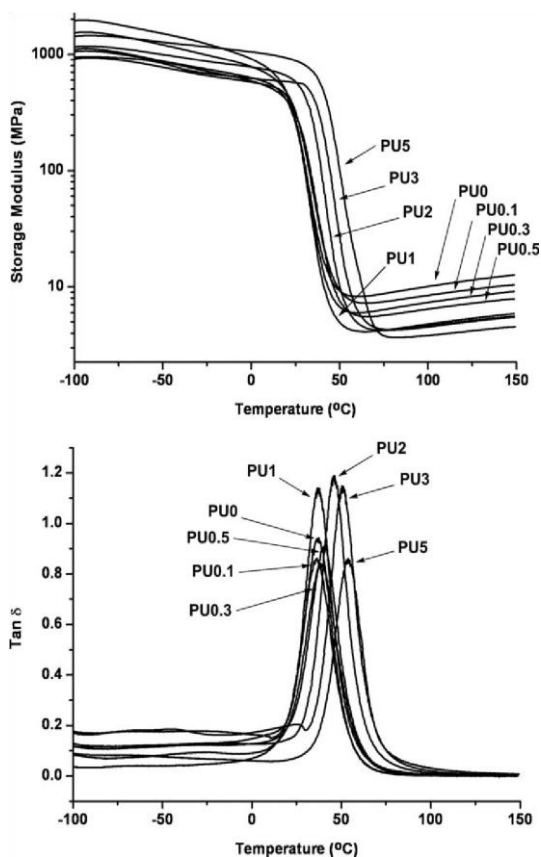 1000
100
10
Storage Modulus (MPa)
PU5
PU3
PU2
PU1
PU0
PU0.1
PU0.3
PU0.5
-100 -50 0 50 100 150
Temperature (ºC)
1.2
1.0
0.8
0.6
0.4
0.2
0.0
Tan δ
PU2
PU1
PU3
PU0
PU0.5
PU0.1
PU5
PU0.3
-100 -50 0 50 100 150
Temperature (ºC)